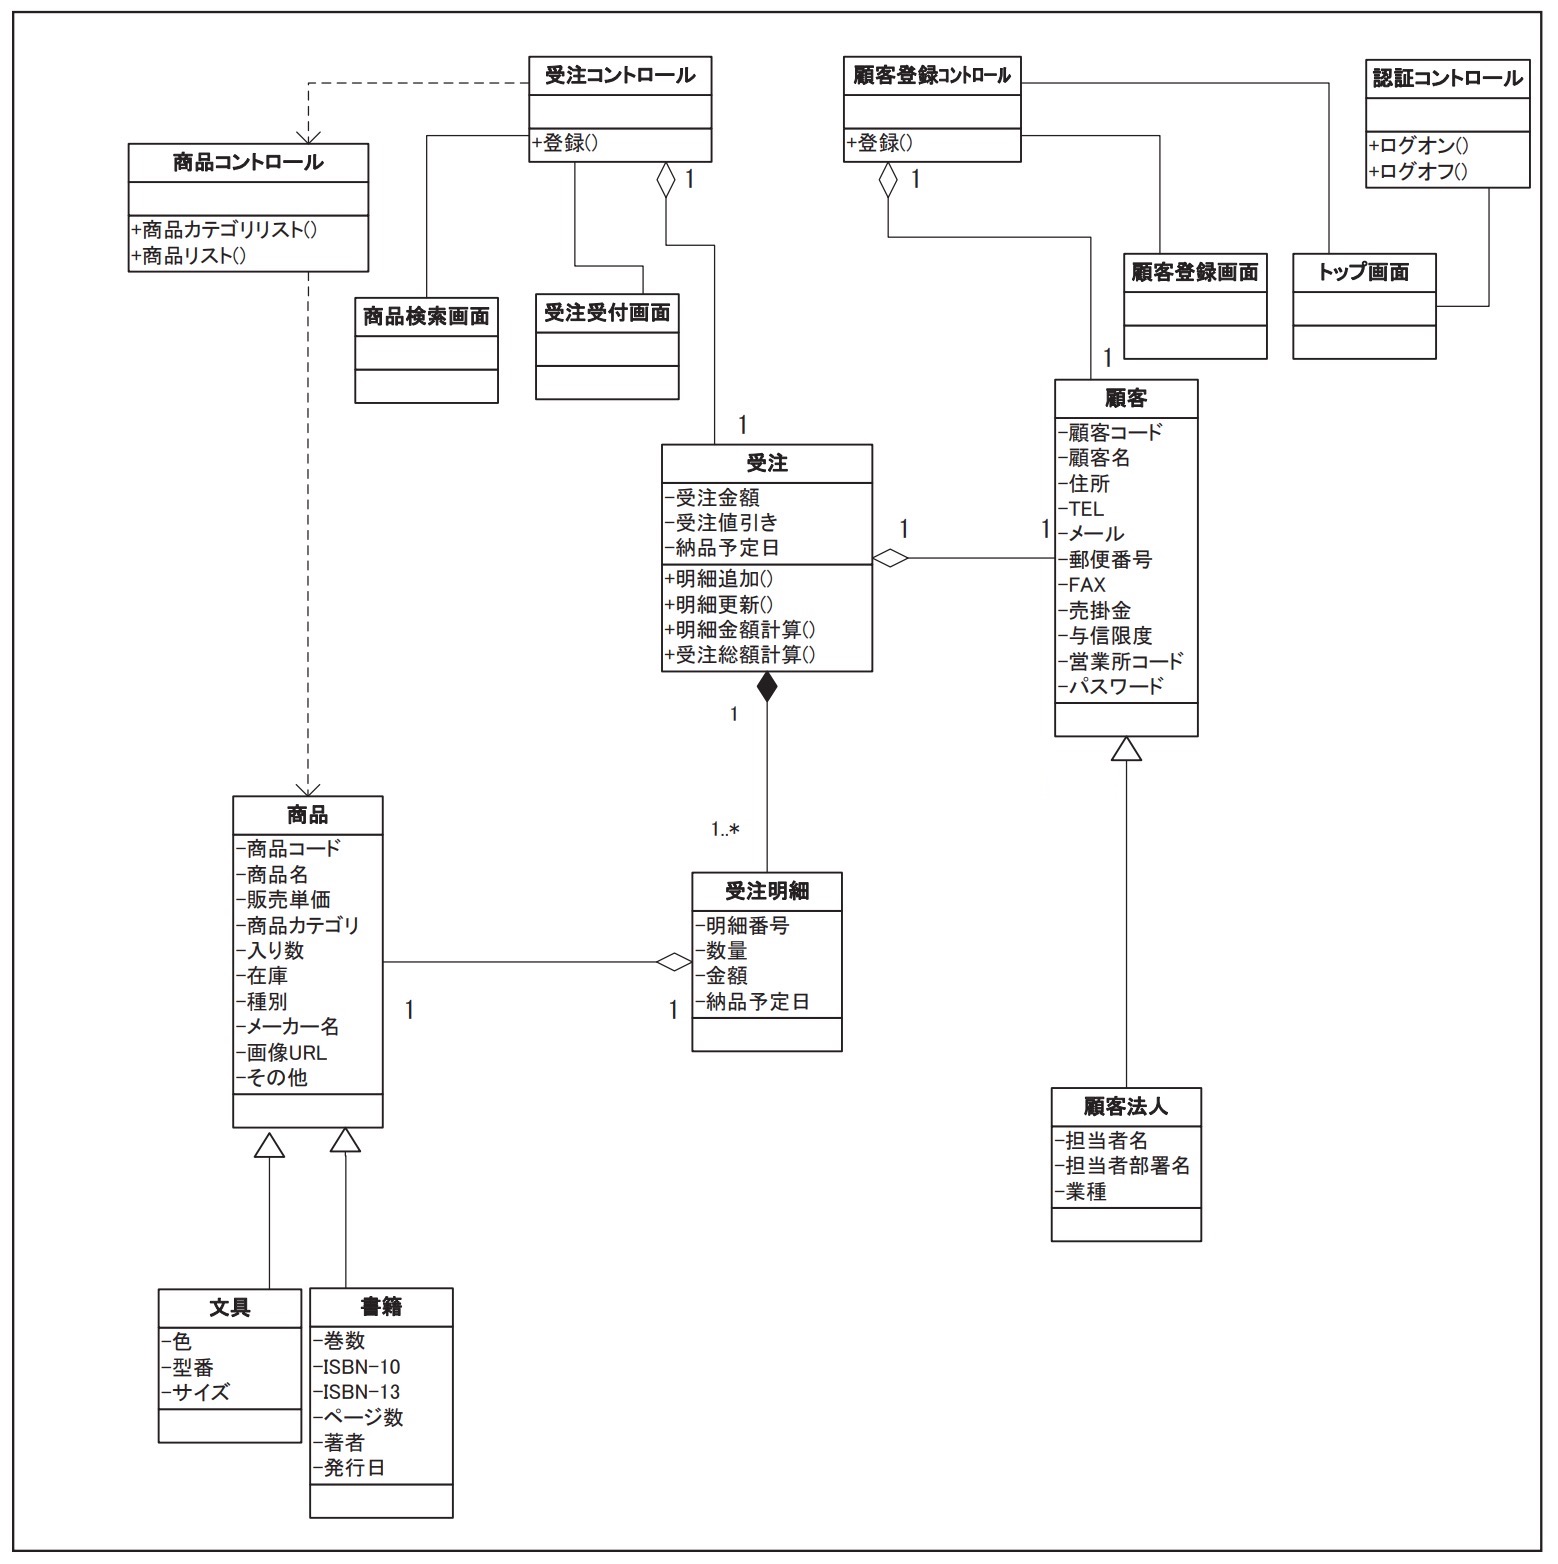 受注コントロール
+登録()
1
顧客登録コントロール
+登録()
1
認証コントロール
+ログオン()
+ログオフ()
商品コントロール
+商品カテゴリリスト()
+商品リスト()
商品検索画面
受注受付画面
顧客登録画面
トップ画面
1
1
受注
-受注金額
-受注値引き
-納品予定日
+明細追加()
+明細更新()
+明細金額計算()
+受注総額計算()
1
1
顧客
-顧客コード
-顧客名
-住所
-TEL
-メール
-郵便番号
-FAX
-売掛金
-与信限度
-営業所コード
-パスワード
1
1..*
商品
-商品コード
-商品名
-販売単価
-商品カテゴリ
-入り数
-在庫
-種別
-メーカー名
-画像URL
-その他
1
1
受注明細
-明細番号
-数量
-金額
-納品予定日
顧客法人
-担当者名
-担当者部署名
-業種
文具
-色
-型番
-サイズ
書籍
-巻数
-ISBN-10
-ISBN-13
-ページ数
-著者
-発行日